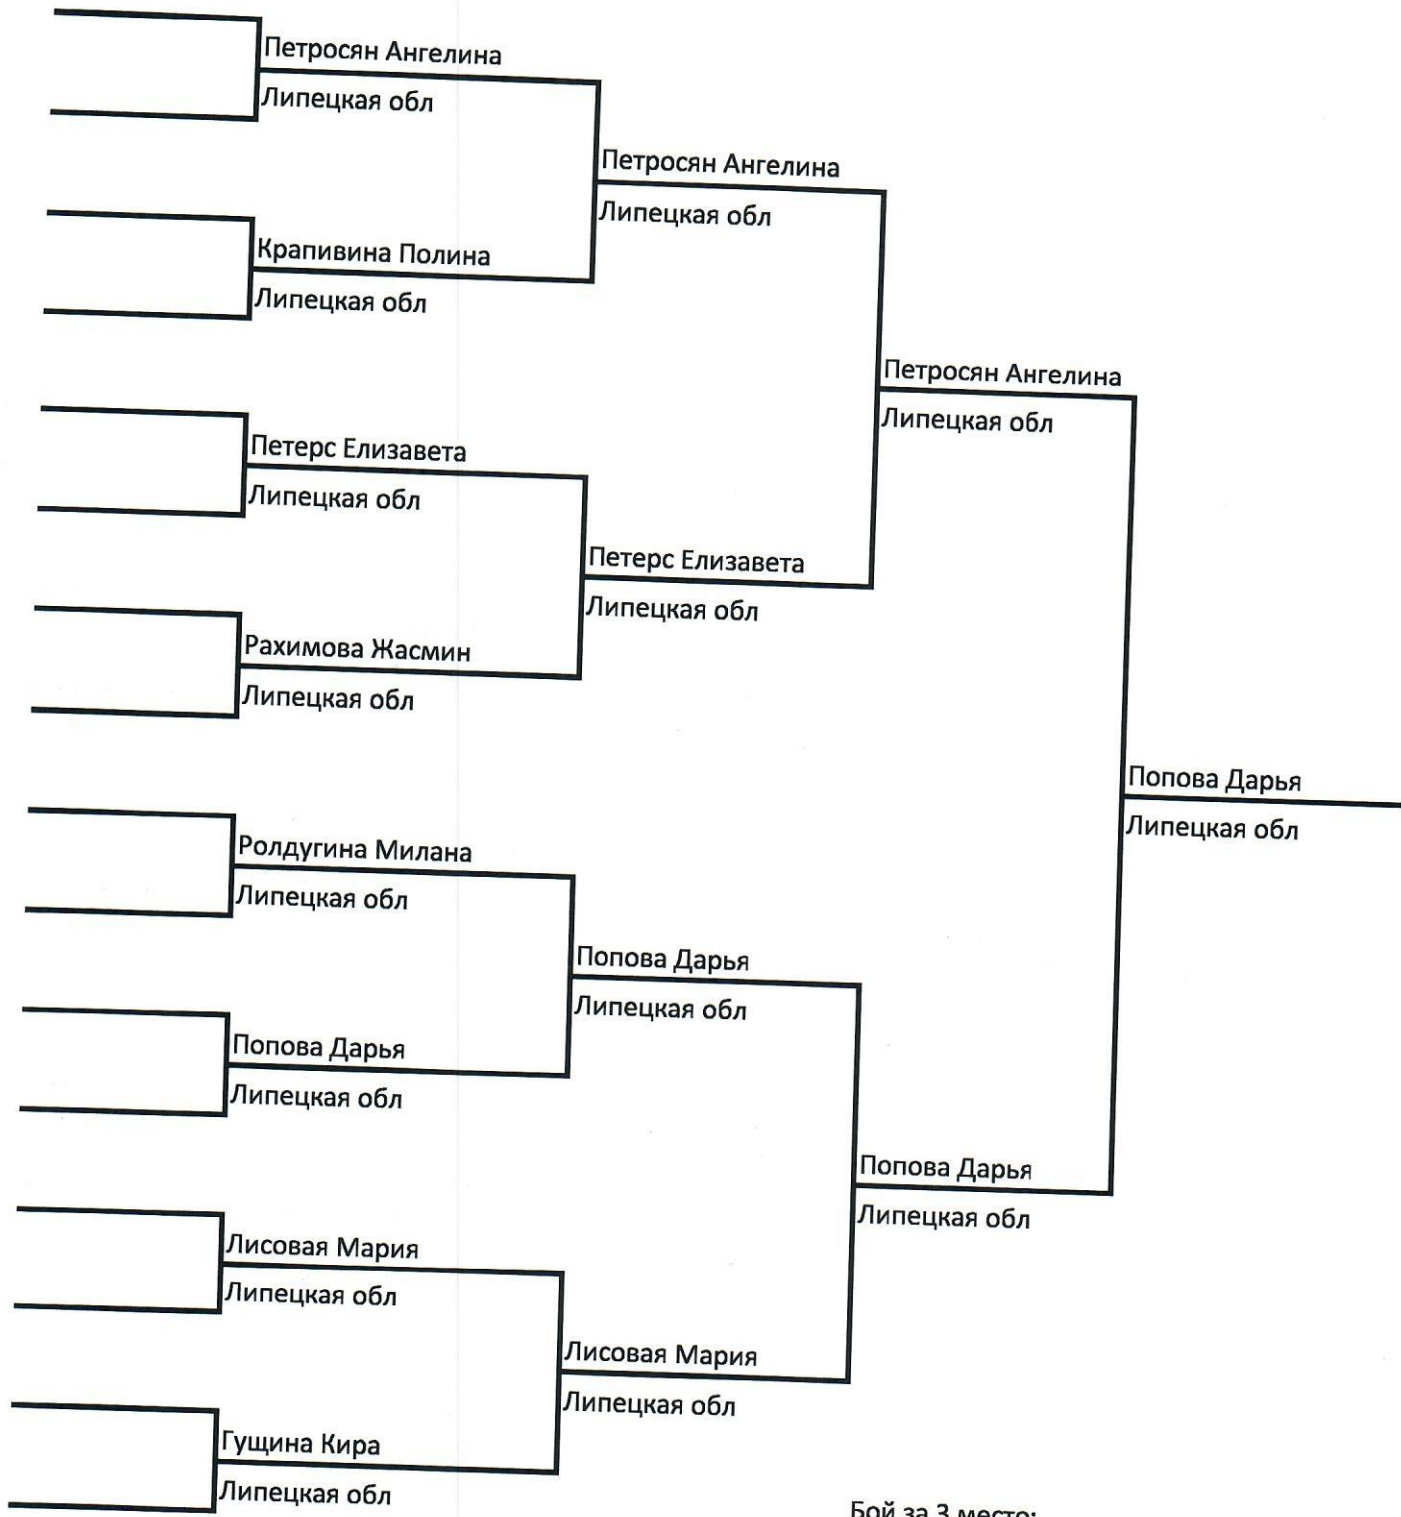 Петросян Ангелина
Липецкая обл
Крапивина Полина
Липецкая обл
Петерс Елизавета
Липецкая обл
Рахимова Жасмин
Липецкая обл
Ролдугина Милана
Липецкая обл
Попова Дарья
Липецкая обл
Лисовая Мария
Липецкая обл
Гущина Кира
Липецкая обл
Петросян Ангелина
Липецкая обл
Петерс Елизавета
Липецкая обл
Попова Дарья
Липецкая обл
Лисовая Мария
Липецкая обл
Петросян Ангелина
Липецкая обл
Попова Дарья
Липецкая обл
Попова Дарья
Липецкая обл
Бой за 3 место: